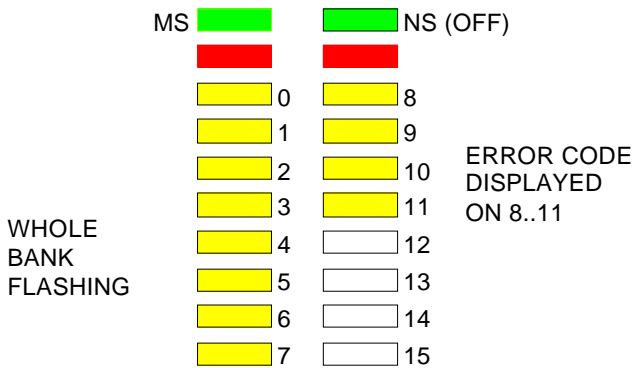 MS
NS (OFF)
0
8
1
9
2
10
3
11
4
12
5
13
6
14
7
15
WHOLE
BANK
FLASHING
ERROR CODE
DISPLAYED
ON 8..11